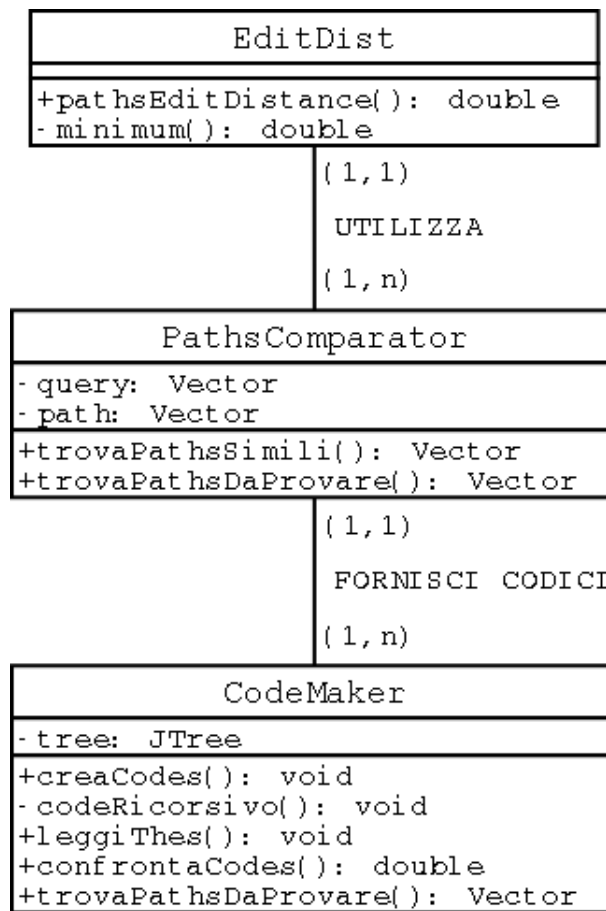 EditDist
+pathsEditDistance(): double
- minimum(): double
(1,1)
UTILIZZA
(1,n)
PathsComparator
- query: Vector
- path: Vector
+trovaPathsSimili(): Vector
+trovaPathsDaProvare(): Vector
(1,1)
FORNISCI CODICI
(1,n)
CodeMaker
- tree: JTree
+creaCodes(): void
- codeRicorsivo(): void
+leggiThes(): void
+confrontaCodes(): double
+trovaPathsDaProvare(): Vector